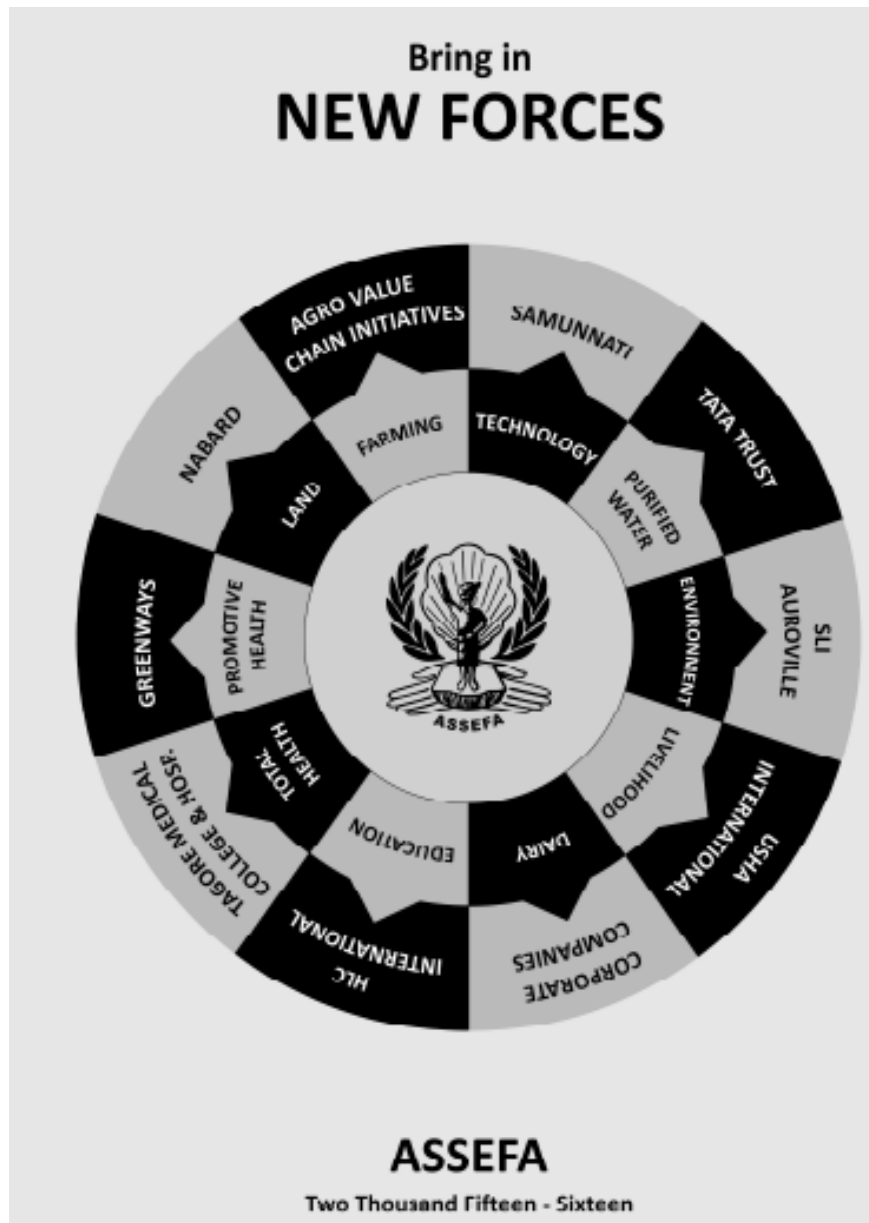 Bring in
NEW FORCES
AGRO VALUE
CHAIN INITIATIVES
SAMUNNATI
TATA TRUST
SLI
AUROVILLE
USHA
INTERNATIONAL
CORPORATE
COMPANIES
HLC
INTERNATIONAL
TAGORE MEDICAL
COLLEGE & HOSP.
GREENWAYS
NABARD
FARMING
TECHNOLOGY
PURIFIED
WATER
ENVIRONMENT
LIVELIHOOD
DAIRY
EDUCATION
TOTAL
HEALTH
PROMOTIVE
HEALTH
LAND
ASSEFA
ASSEFA
Two Thousand Fifteen - Sixteen